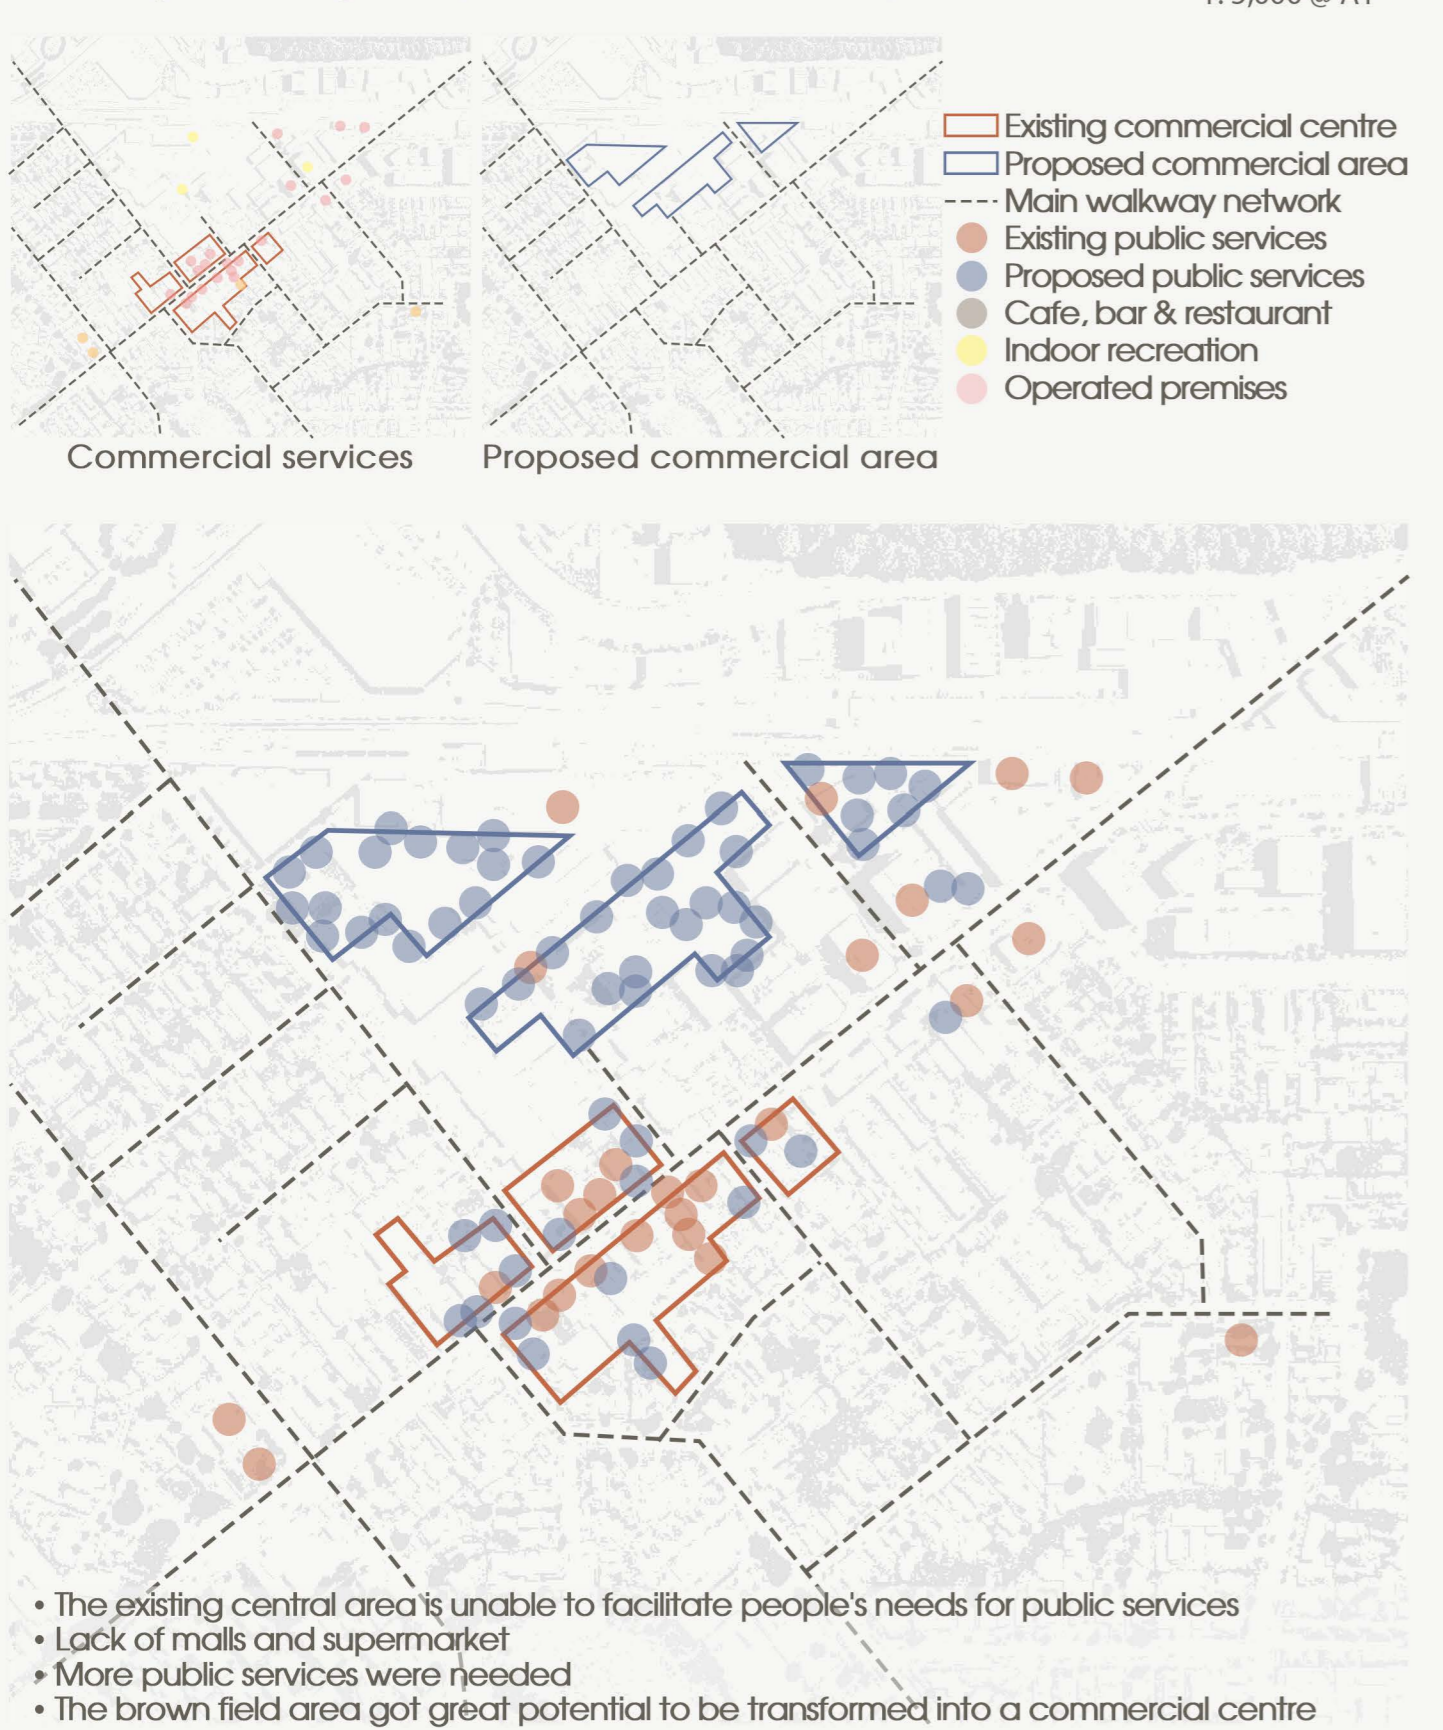 Existing commercial centre
Proposed commercial area
Main walkway network
Existing public services
Proposed public services
Cafe, bar & restaurant
Indoor recreation
Operated premises
Commercial services
Proposed commercial area
• The existing central area is unable to facilitate people's needs for public services
• Lack of malls and supermarket
• More public services were needed
• The brown field area got great potential to be transformed into a commercial centre